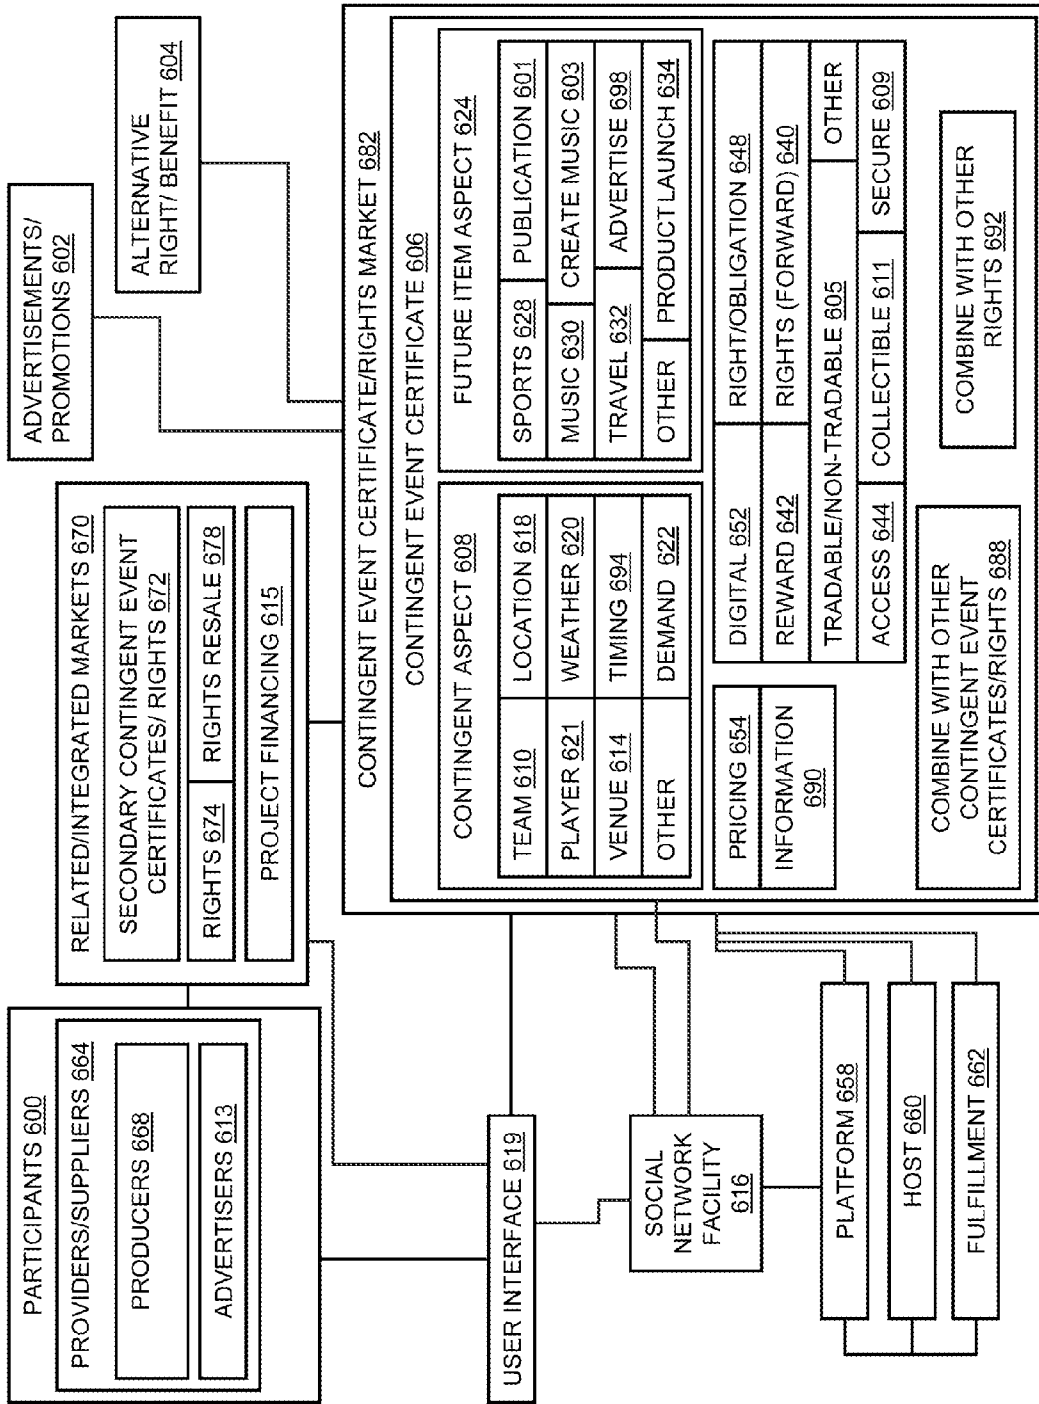 PARTICIPANTS 600
PROVIDERS/SUPPLIERS 664
PRODUCERS 668
ADVERTISERS 613
RELATED/INTEGRATED MARKETS 670
SECONDARY CONTINGENT EVENT
CERTIFICATES/ RIGHTS 672
RIGHTS 674
RIGHTS RESALE 678
PROJECT FINANCING 615
ADVERTISEMENTS/
PROMOTIONS 602
ALTERNATIVE
RIGHT/ BENEFIT 604
USER INTERFACE 619
SOCIAL
NETWORK
FACILITY
616
PLATFORM 658
HOST 660
FULFILLMENT 662
CONTINGENT EVENT CERTIFICATE/RIGHTS MARKET 682
CONTINGENT EVENT CERTIFICATE 606
CONTINGENT ASPECT 608
TEAM 610
LOCATION 618
PLAYER 621
WEATHER 620
VENUE 614
TIMING 694
OTHER
DEMAND 622
FUTURE ITEM ASPECT 624
SPORTS 628
PUBLICATION 601
MUSIC 630
CREATE MUSIC 603
TRAVEL 632
ADVERTISE 698
OTHER
PRODUCT LAUNCH 634
PRICING 654
INFORMATION
690
DIGITAL 652
RIGHT/OBLIGATION 648
REWARD 642
RIGHTS (FORWARD) 640
TRADABLE/NON-TRADABLE 605
OTHER
ACCESS 644
COLLECTIBLE 611
SECURE 609
COMBINE WITH OTHER
CONTINGENT EVENT
CERTIFICATES/RIGHTS 688
COMBINE WITH OTHER
RIGHTS 692